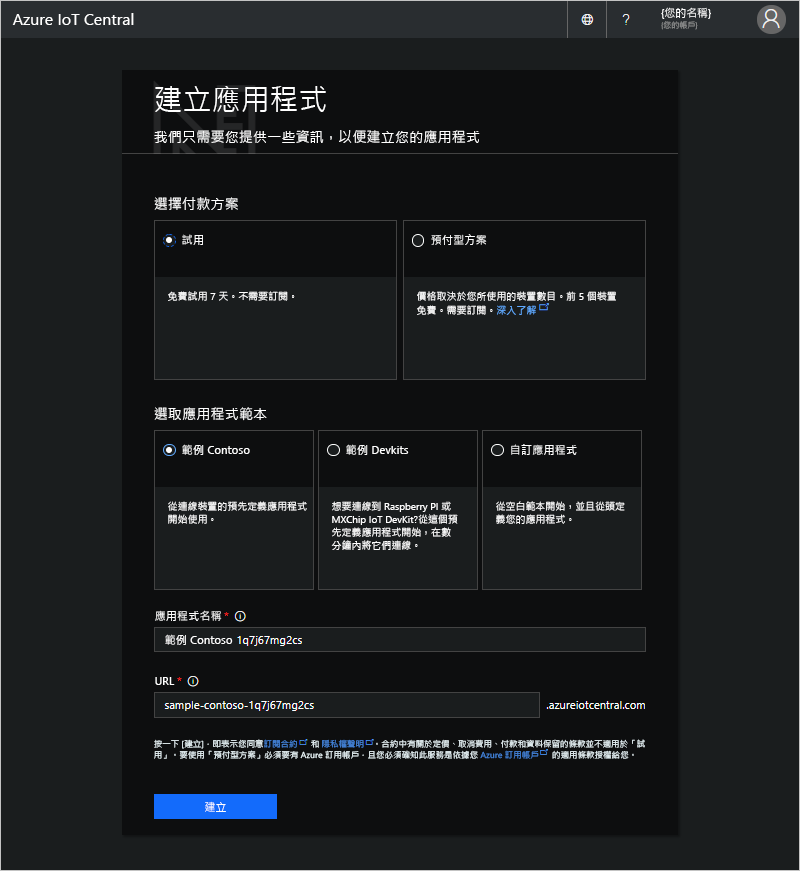 Azure IoT Central
?
{您的名稱}
{您的帳戶}
建立應用程式
我們只需要您提供一些資訊，以便建立您的應用程式
選擇付款方案
試用
預付型方案
免費試用 7 天。不需要訂閱。
價格取決於您所使用的裝置數目。前 5 個裝置
免費。需要訂閱。深入了解
選取應用程式範本
範例 Contoso
範例 Devkits
自訂應用程式
從連線裝置的預先定義應用程式
開始使用。
想要連線到 Raspberry PI 或
MXChip IoT DevKit?從這個預
先定義應用程式開始，在數
分鐘內將它們連線。
從空白範本開始，並且從頭定
義您的應用程式。
應用程式名稱 *
範例 Contoso 1q7j67mg2cs
URL *
sample-contoso-1q7j67mg2cs
.azureiotcentral.com
按一下 [建立]，即表示您同意訂閱合約 和 隱私權聲明。合約中有關於定價、取消費用、付款和資料保留的條款並不適用於「試
用」。要使用「預付型方案」必須要有 Azure 訂用帳戶，且您必須確知此服務是依據您 Azure 訂用帳戶 的適用條款授權給您。
建立